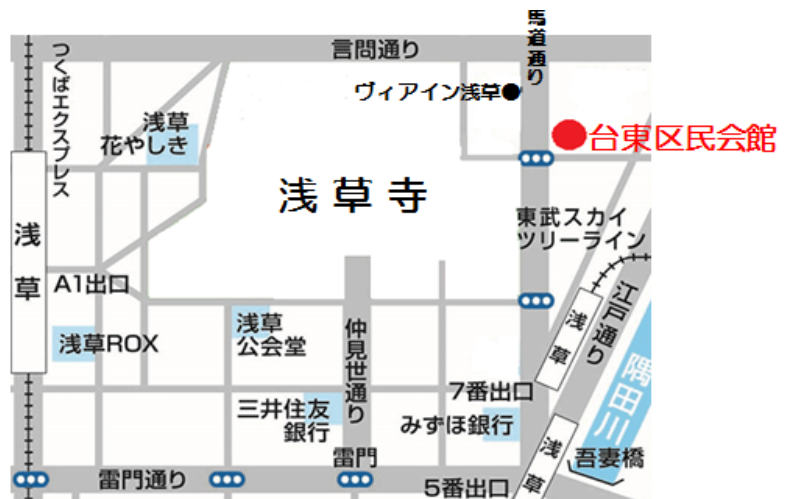 馬道通り
言問通り
つくばエクスプレス
ヴィアイン浅草
浅草
花やしき
台東区民会館
浅草寺
東武スカイ
ツリーライン
浅草
A1出口
江戸通り
浅草
浅草ROX
浅草
公会堂
仲見世通り
隅田川
7番出口
三井住友
銀行
みずほ銀行
雷門
吾妻橋
雷門通り
5番出口
浅草